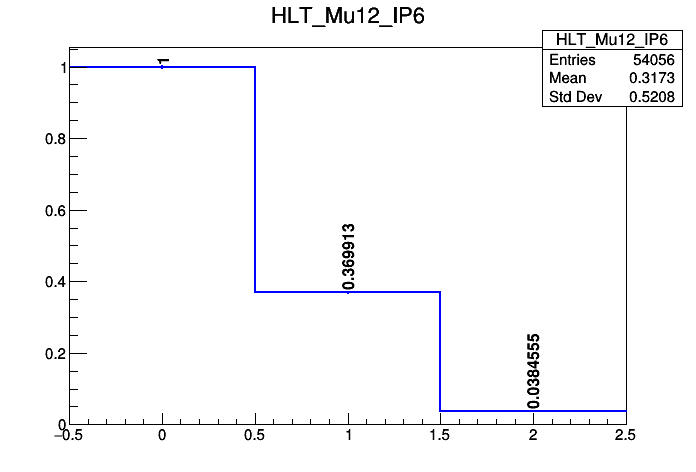 HLT_Mu12_IP6
HLT_Mu12_IP6
Entries 54056
Mean 0.3173
Std Dev 0.5208
1
0.8
0.6
0.4
0.2
0
1
0.369913
0.0384555
−0.5 0 0.5 1 1.5 2 2.5